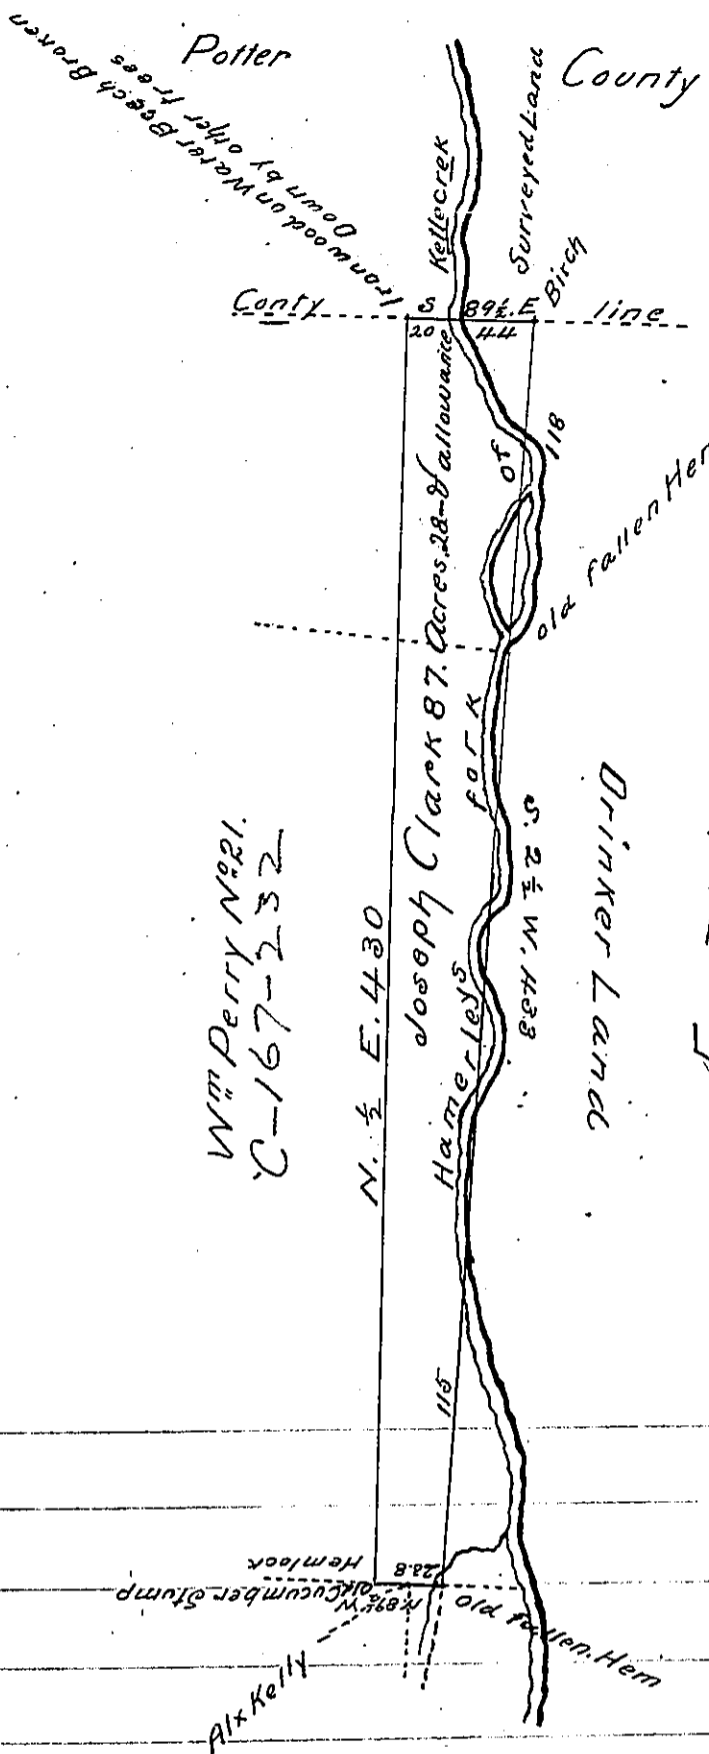 Potter County
Ironwood on Water Beech Broken
Down by other trees
Kettlecrek
Surveyed Land
Birch
Conty line
S 89½.E
20 44
118
Old fallen Hem
Joseph Clark 87. Acres. 28 - & allowance
Hamerleys fork of
N. ½ E. 430
S. 2½ W. 433
Drinker Land
Wm Perry No 21.
C-167-232
115
Hemlock
23.8
N.89½ W
Old Cucumber Stump
Old fallen. Hem
Alx Kelly